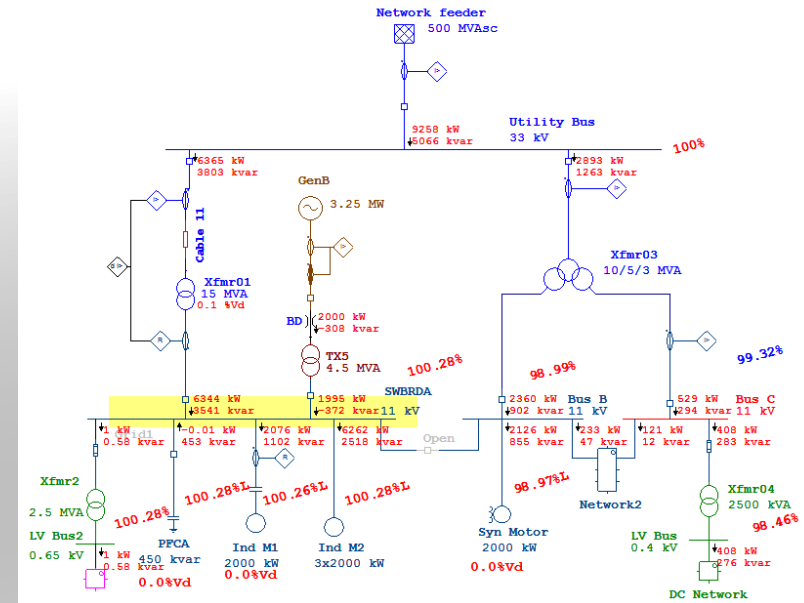 Network feeder
500 MVAsc
9258 kW
5066 kvar
Utility Bus
33 kV
100%
6365 kW
3803 kvar
2893 kW
1263 kvar
GenB
3.25 MW
Cable 11
Xfmr01
15 MVA
0.1 %Vd
Xfmr03
10/5/3 MVA
BD
2000 kW
-308 kvar
TX5
4.5 MVA
100.28%
98.99%
99.32%
SWBRDA
11 kV
6344 kW
3541 kvar
1995 kW
-372 kvar
2360 kW
902 kvar
Bus B
11 kV
529 kW
294 kvar
Bus C
11 kV
Grid1
1 kW
0.58 kvar
-0.01 kW
453 kvar
2076 kW
1102 kvar
6262 kW
2518 kvar
Open
2126 kW
855 kvar
233 kW
47 kvar
121 kW
12 kvar
408 kW
283 kvar
Xfmr2
2.5 MVA
100.28%
100.28%L
100.26%L
100.28%L
98.97%L
Network2
Xfmr04
2500 kVA
98.46%
LV Bus2
0.65 kV
1 kW
0.58 kvar
PFCA
450 kvar
0.0%Vd
Ind M1
2000 kW
0.0%Vd
Ind M2
3x2000 kW
Syn Motor
2000 kW
0.0%Vd
LV Bus
0.4 kV
408 kW
276 kvar
DC Network